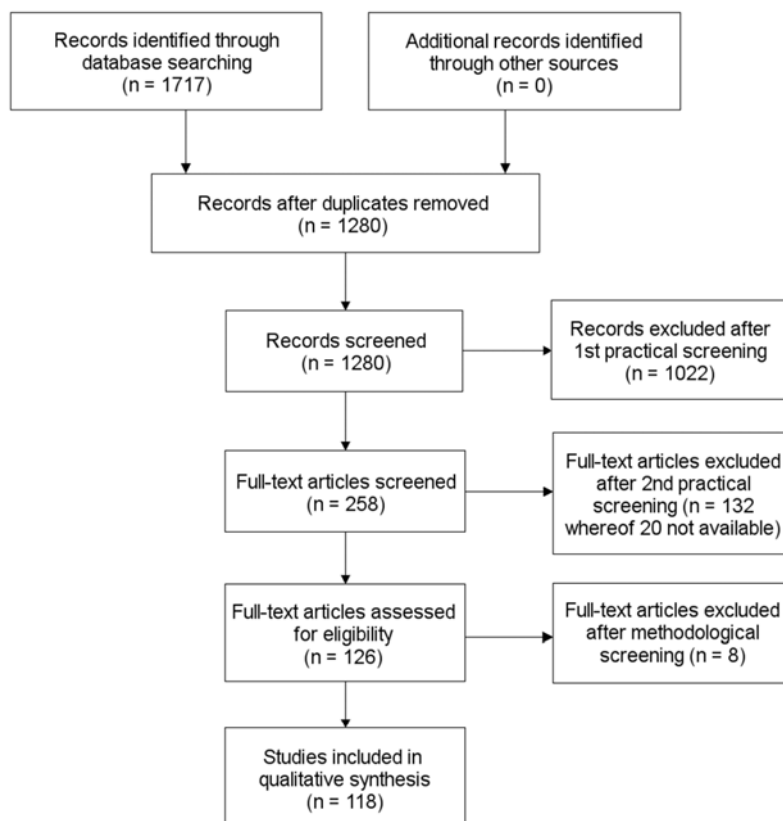 Records identified through
database searching
(n = 1717)
Additional records identified
through other sources
(n = 0)
Records after duplicates removed
(n = 1280)
Records screened
(n = 1280)
Records excluded after
1st practical screening
(n = 1022)
Full-text articles screened
(n = 258)
Full-text articles excluded
after 2nd practical
screening (n = 132
whereof 20 not available)
Full-text articles assessed
for eligibility
(n = 126)
Full-text articles excluded
after methodological
screening (n = 8)
Studies included in
qualitative synthesis
(n = 118)